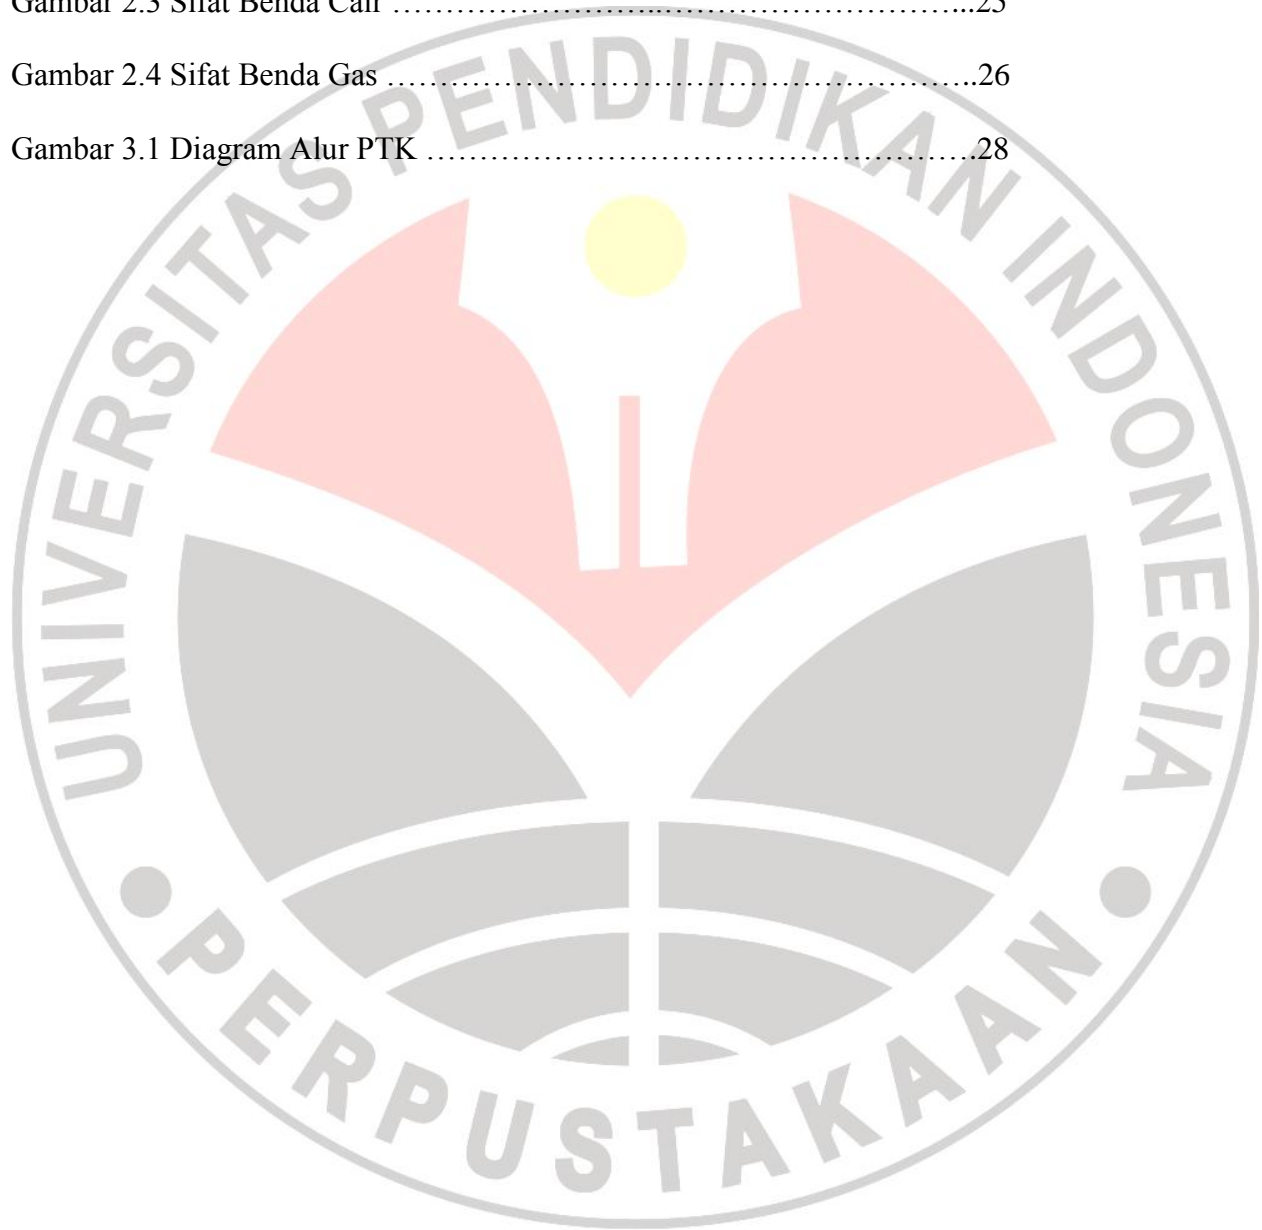 Gambar 2.3 Sifat Benda Cair …………………….…………………………...25
Gambar 2.4 Sifat Benda Gas ………………………………………………..26
Gambar 3.1 Diagram Alur PTK …………………………………………….28
UNIVERSITAS PENDIDIKAN INDONESIA
PERPUSTAKAAN